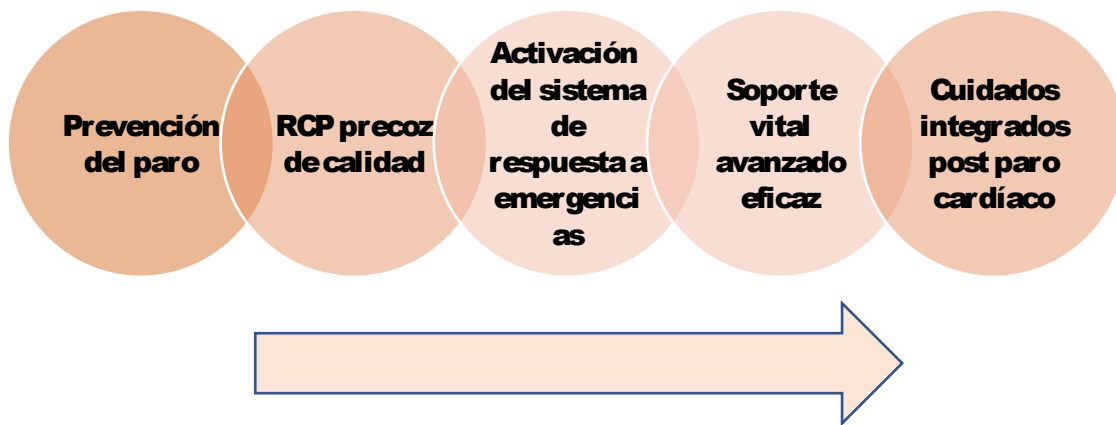 Prevención
del paro
RCP precoz
de calidad
Activación
del sistema
de
respuesta a
emergenci
as
Soporte
vital
avanzado
eficaz
Cuidados
integrados
post paro
cardíaco